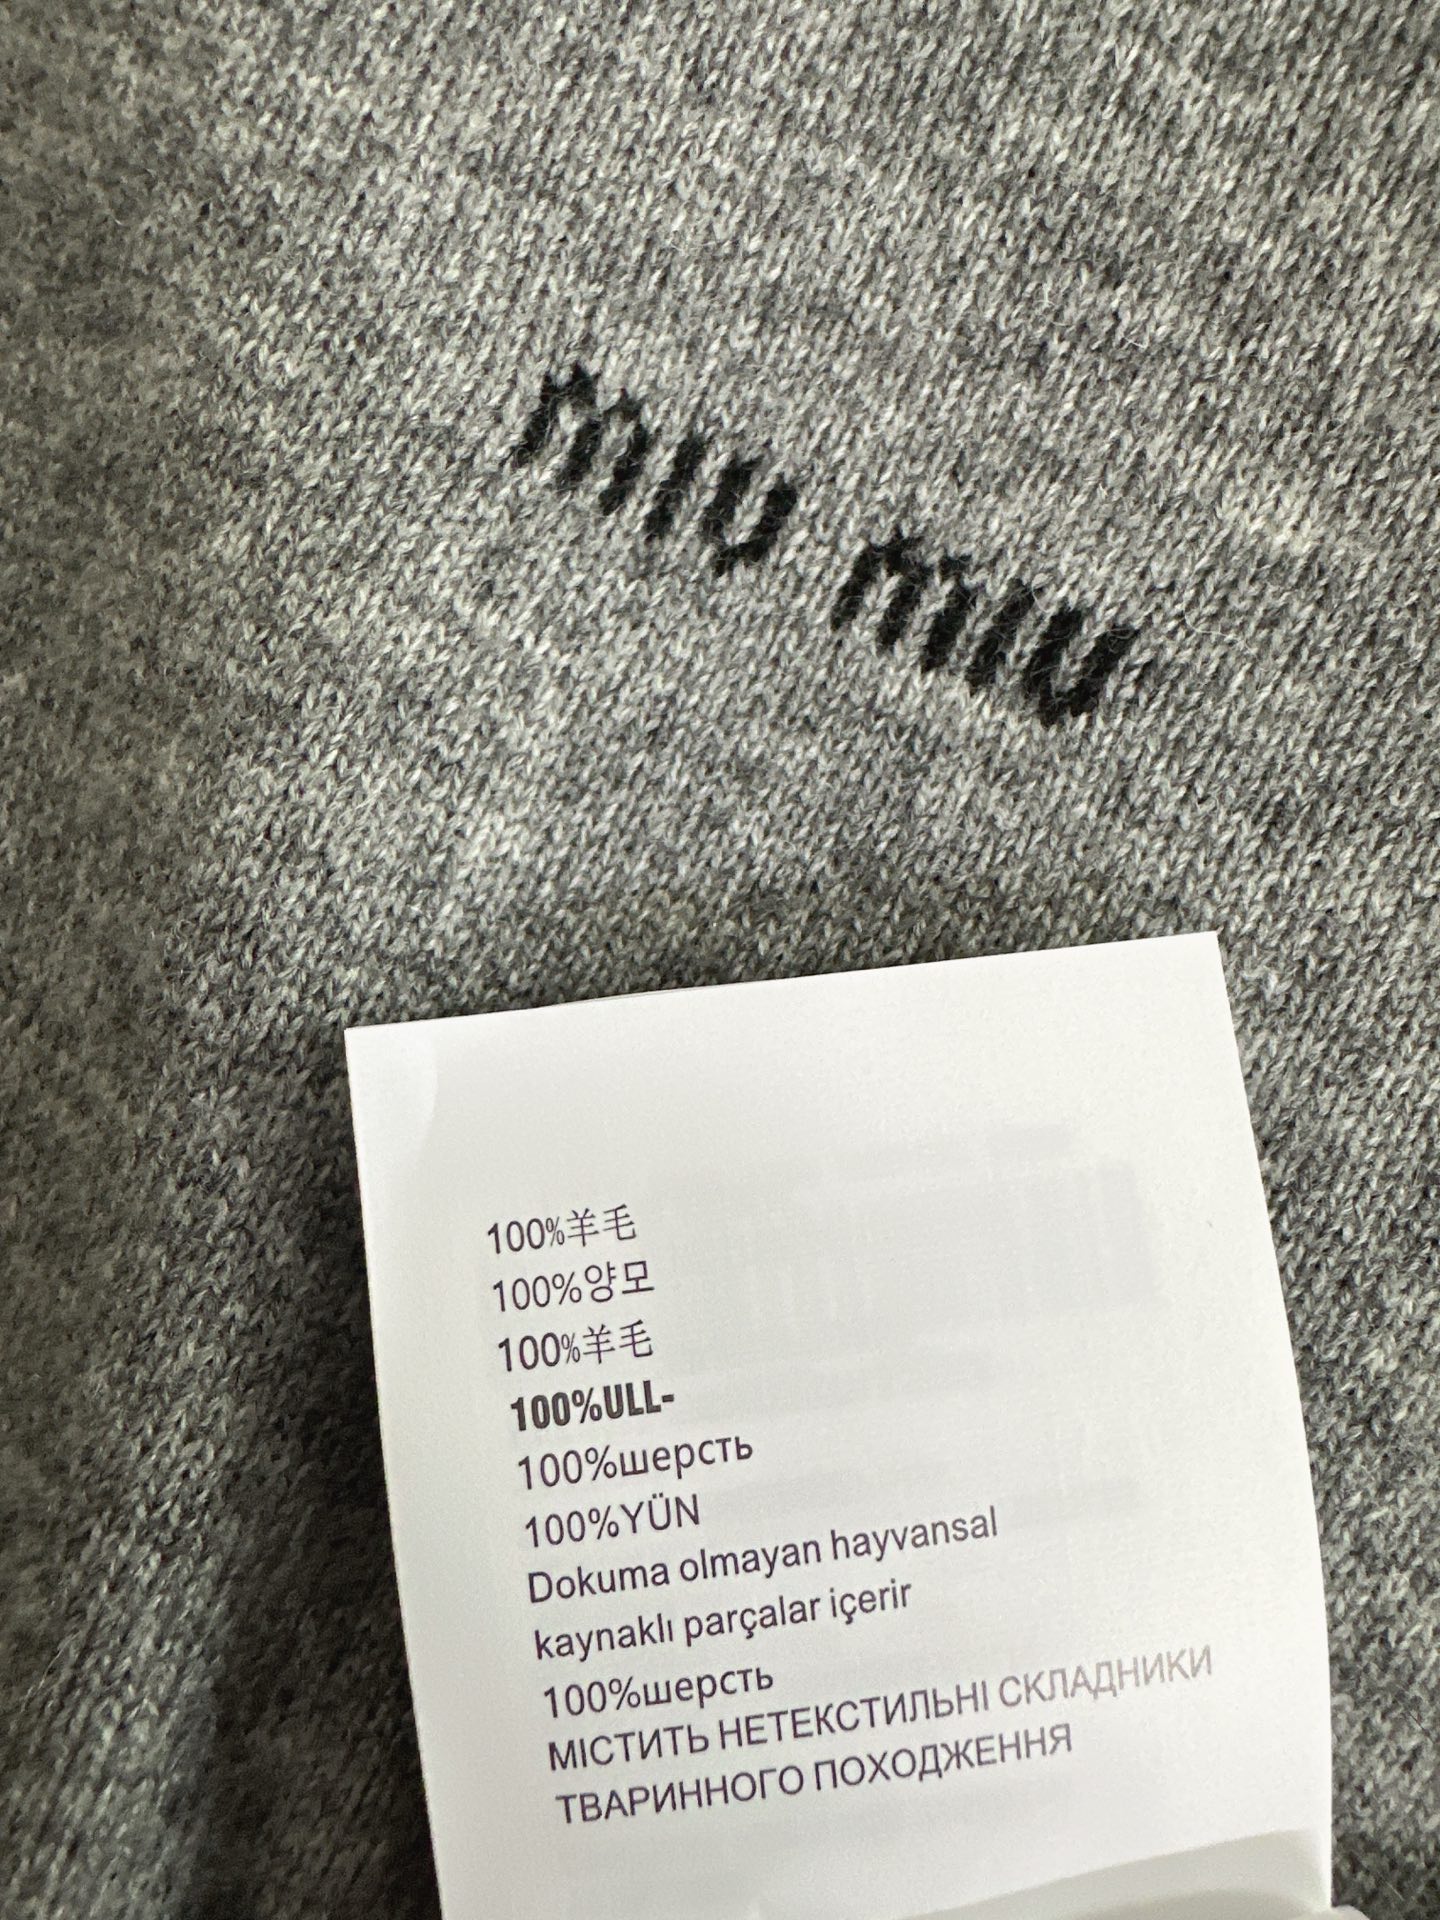 miu miu
100%羊毛
100%양모
100%羊毛
100%ULL-
100%шерсть
100%YÜN
Dokuma olmayan hayvansal
kaynaklı parçalar içerir
100%шерсть
МІСТИТЬ НЕТЕКСТИЛЬНІ СКЛАДНИКИ
ТВАРИННОГО ПОХОДЖЕННЯ